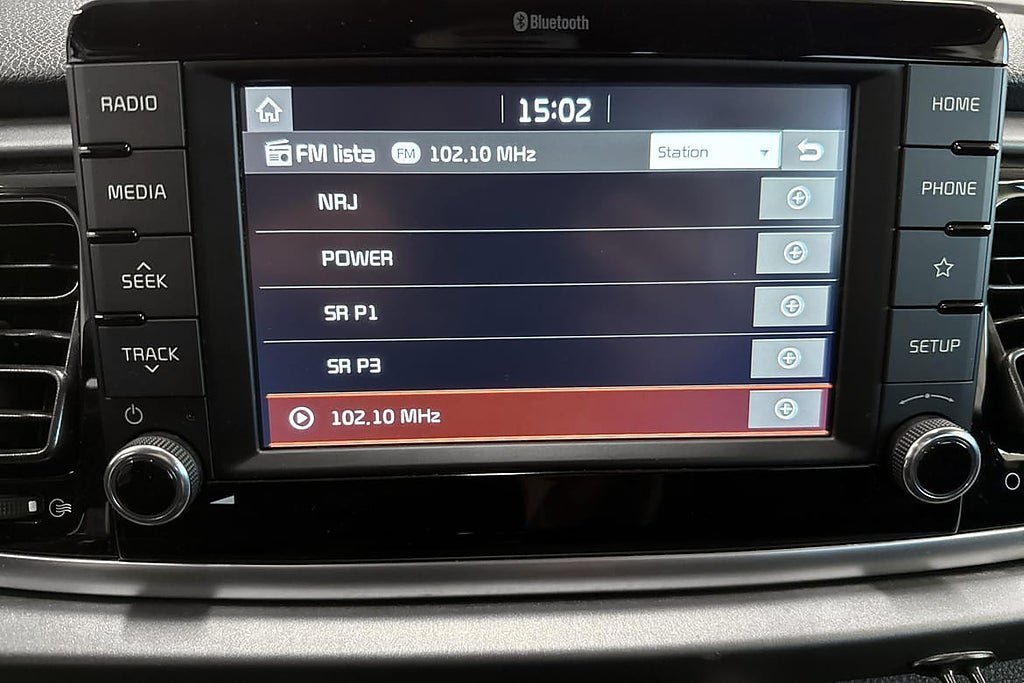 Bluetooth
RADIO
MEDIA
SEEK
TRACK
15:02
FM lista FM 102.10 MHz Station
NRJ
POWER
SR P1
SR P3
102.10 MHz
HOME
PHONE
SETUP